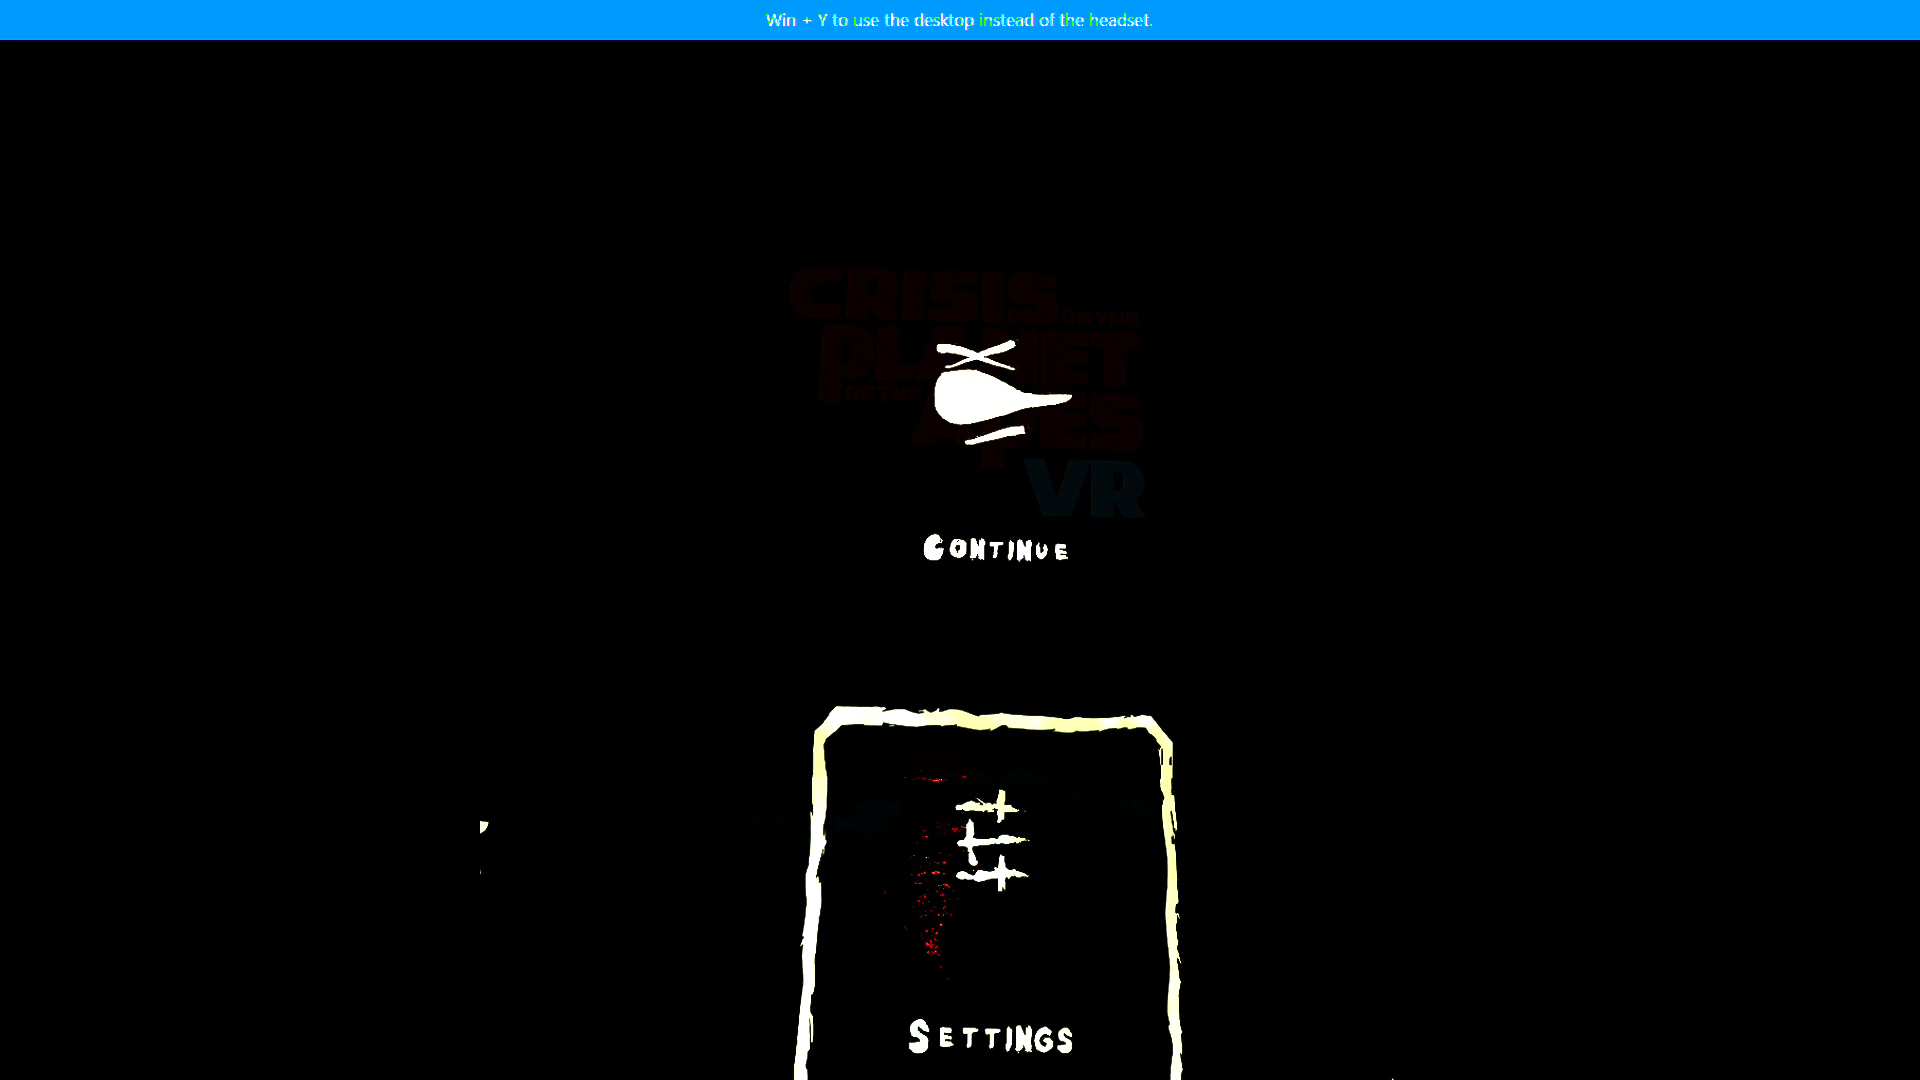 Win + Y to use the desktop instead of the headset.
CRISIS
ON THE
PLANET
OF THE
APES
VR
CONTINUE
SETTINGS